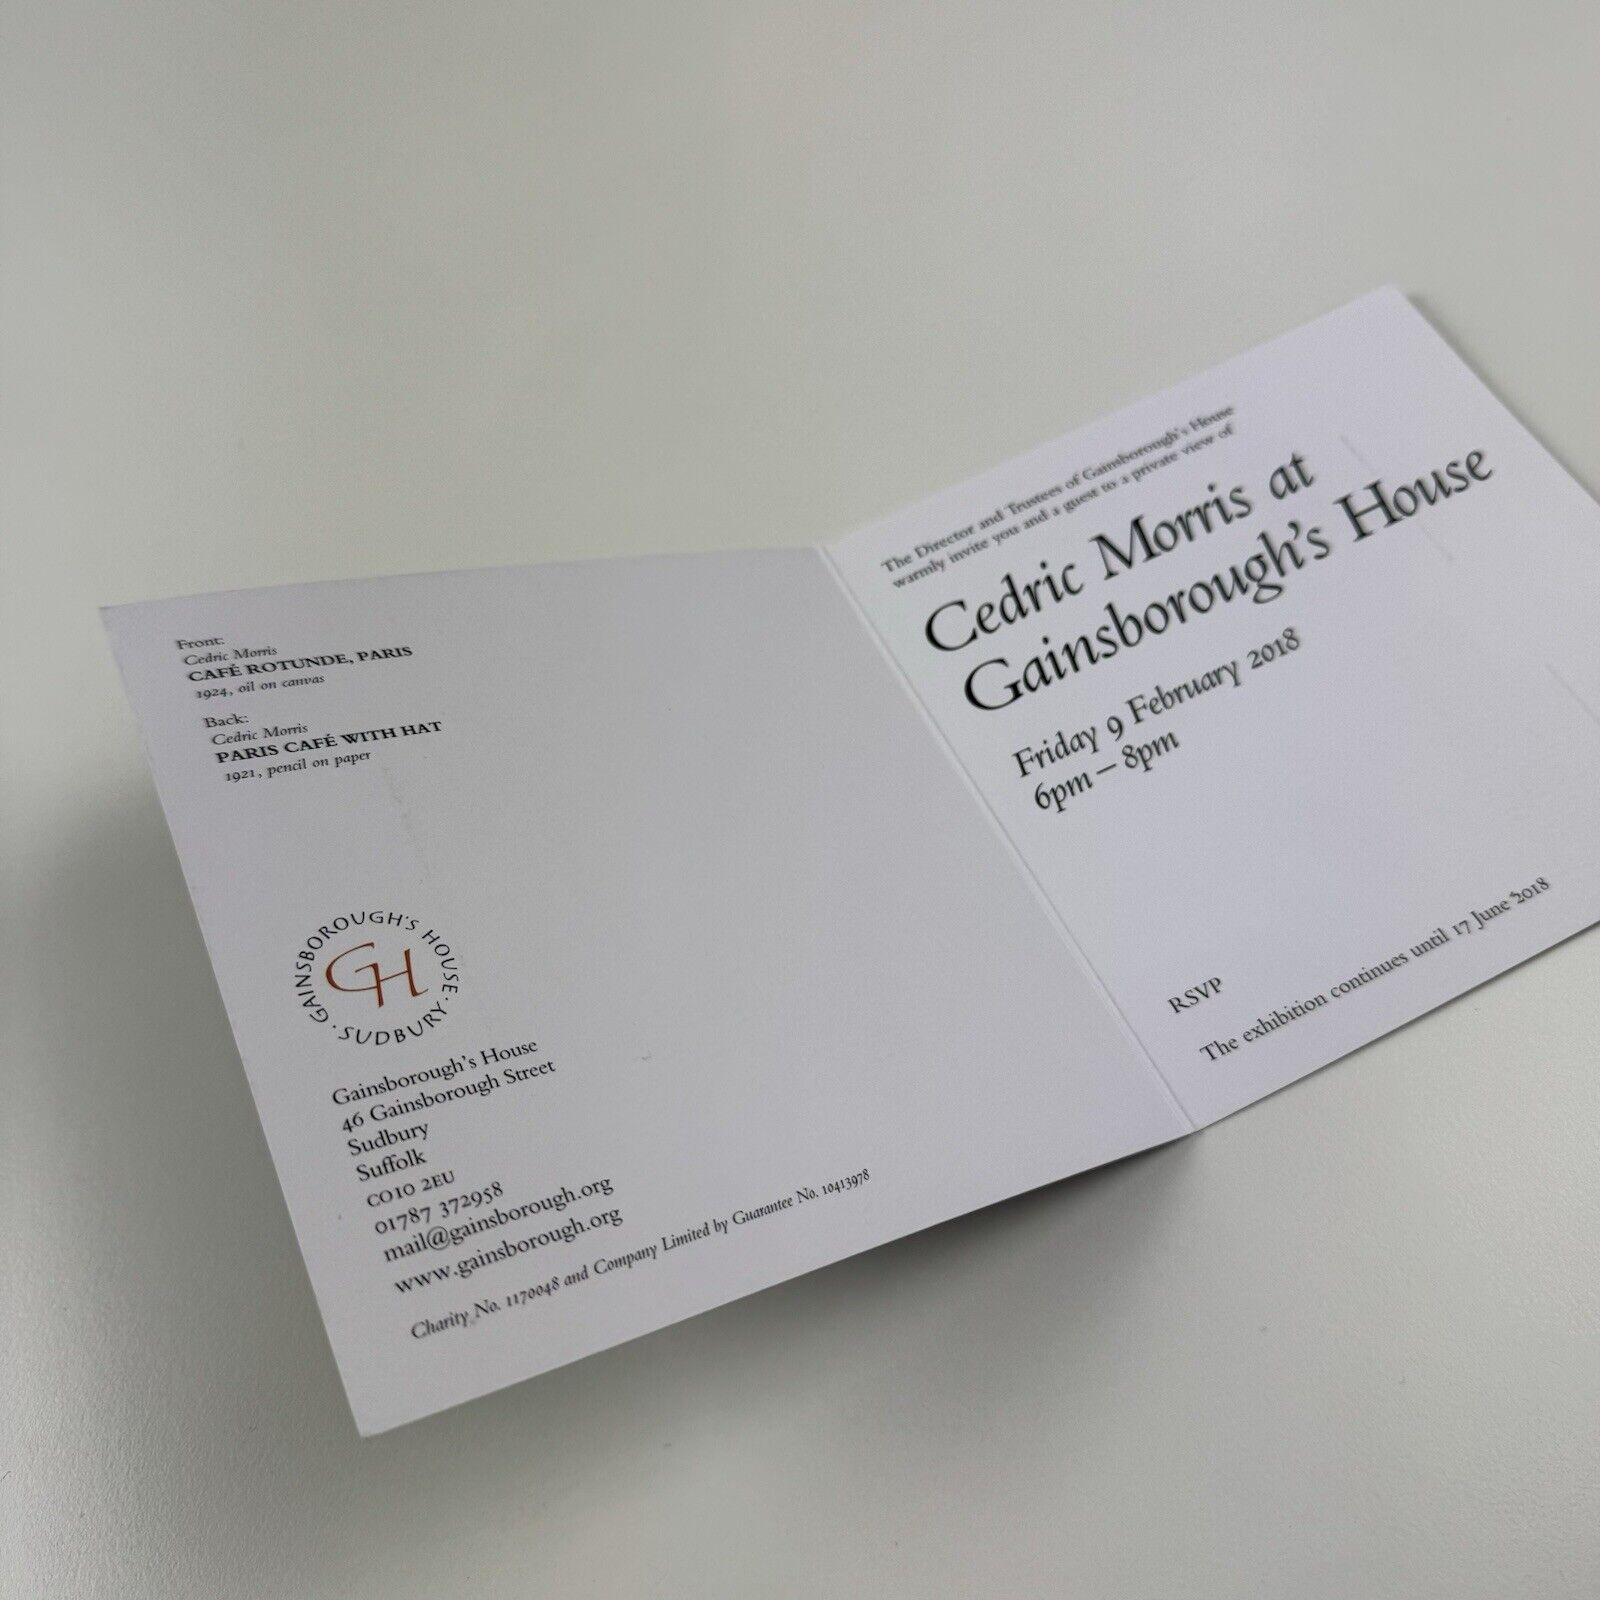 Front:
Cedric Morris
CAFÉ ROTUNDE, PARIS
1924, oil on canvas
Back:
Cedric Morris
PARIS CAFÉ WITH HAT
1921, pencil on paper
GAINSBOROUGH'S HOUSE · SUDBURY ·
GH
Gainsborough's House
46 Gainsborough Street
Sudbury
Suffolk
CO10 2EU
01787 372958
mail@gainsborough.org
www.gainsborough.org
Charity No. 1170048 and Company Limited by Guarantee No. 10413978
The Director and Trustees of Gainsborough's House
warmly invite you and a guest to a private view of
Cedric Morris at
Gainsborough's House
Friday 9 February 2018
6pm – 8pm
RSVP
The exhibition continues until 17 June 2018